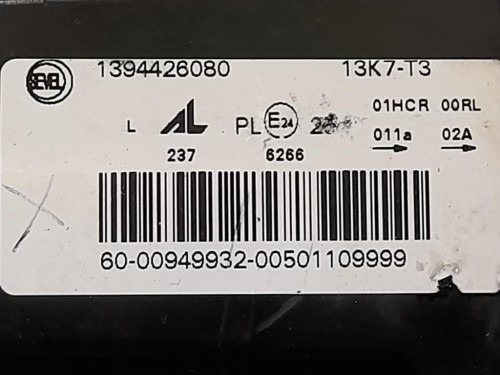 SEVEL 1394426080 13K7-T3
L AL PL E24 01HCR 00RL
237 6266 011a 02A
60-00949932-00501109999